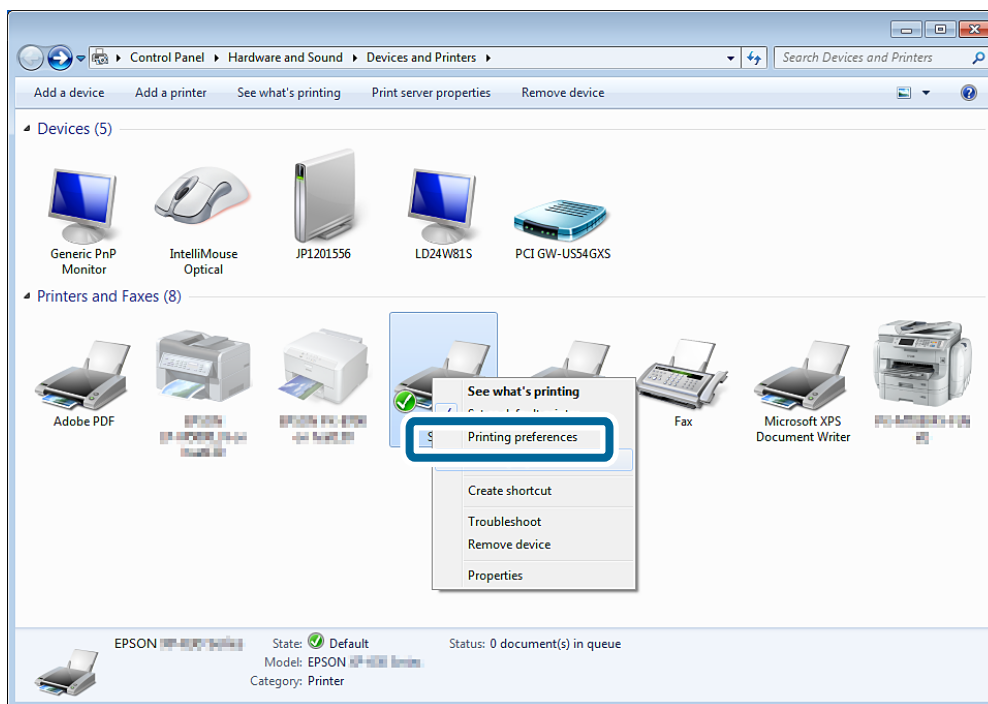 Control Panel ▸ Hardware and Sound ▸ Devices and Printers ▸
Search Devices and Printers
Add a device Add a printer See what's printing Print server properties Remove device
Devices (5)
Generic PnP
Monitor
IntelliMouse
Optical
JP1201556
LD24W81S
PCI GW-US54GXS
Printers and Faxes (8)
Adobe PDF
Fax
Microsoft XPS
Document Writer
See what's printing
Printing preferences
Create shortcut
Troubleshoot
Remove device
Properties
EPSON
State: Default
Status: 0 document(s) in queue
Model: EPSON
Category: Printer